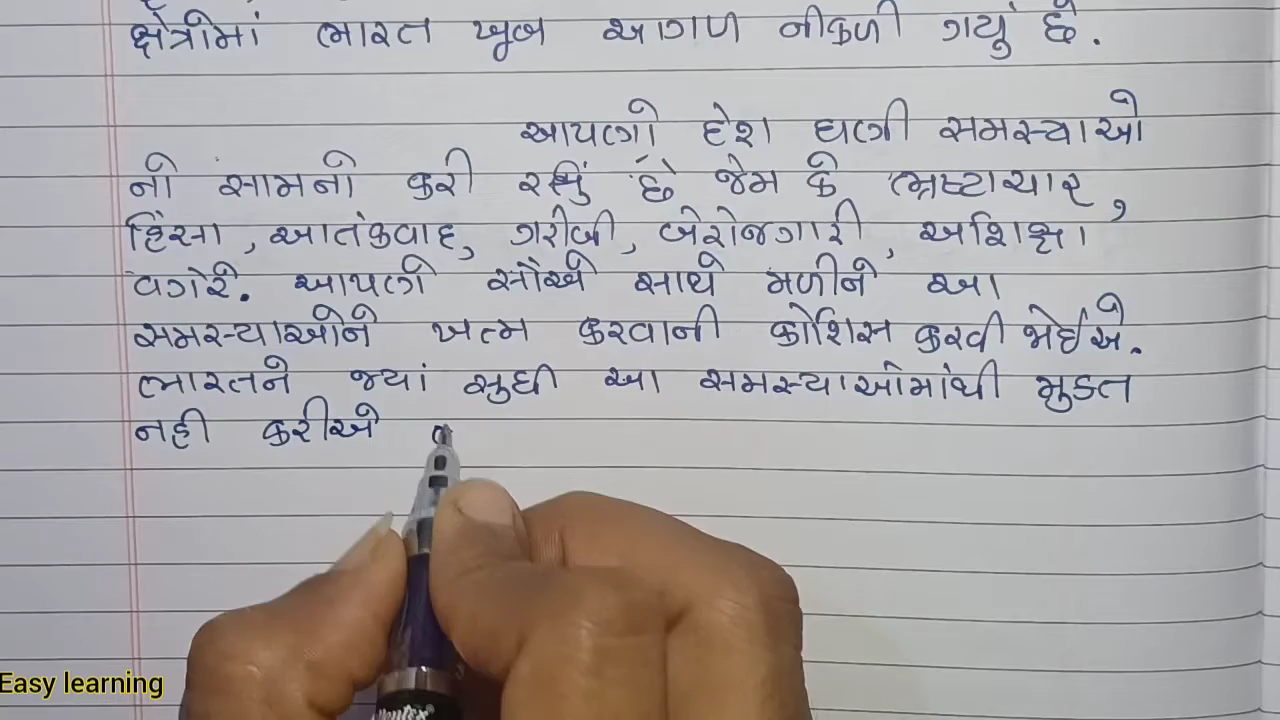 ક્ષેત્રોમાં ભારત ખૂબ આગળ નીકળી ગયું છે.
આપણો દેશ ઘણી સમસ્યાઓ
નો સામનો કરી રહ્યું છે જેમ કે ભ્રષ્ટાચાર,
હિંસા, આતંકવાદ, ગરીબી, બેરોજગારી, અશિક્ષા
વગેરે. આપણે સૌએ સાથે મળીને આ
સમસ્યાઓને ખત્મ કરવાની કોશિસ કરવી જોઈએ.
ભારતને જ્યાં સુધી આ સમસ્યાઓમાંથી મુક્ત
નહી કરીએ
Easy learning